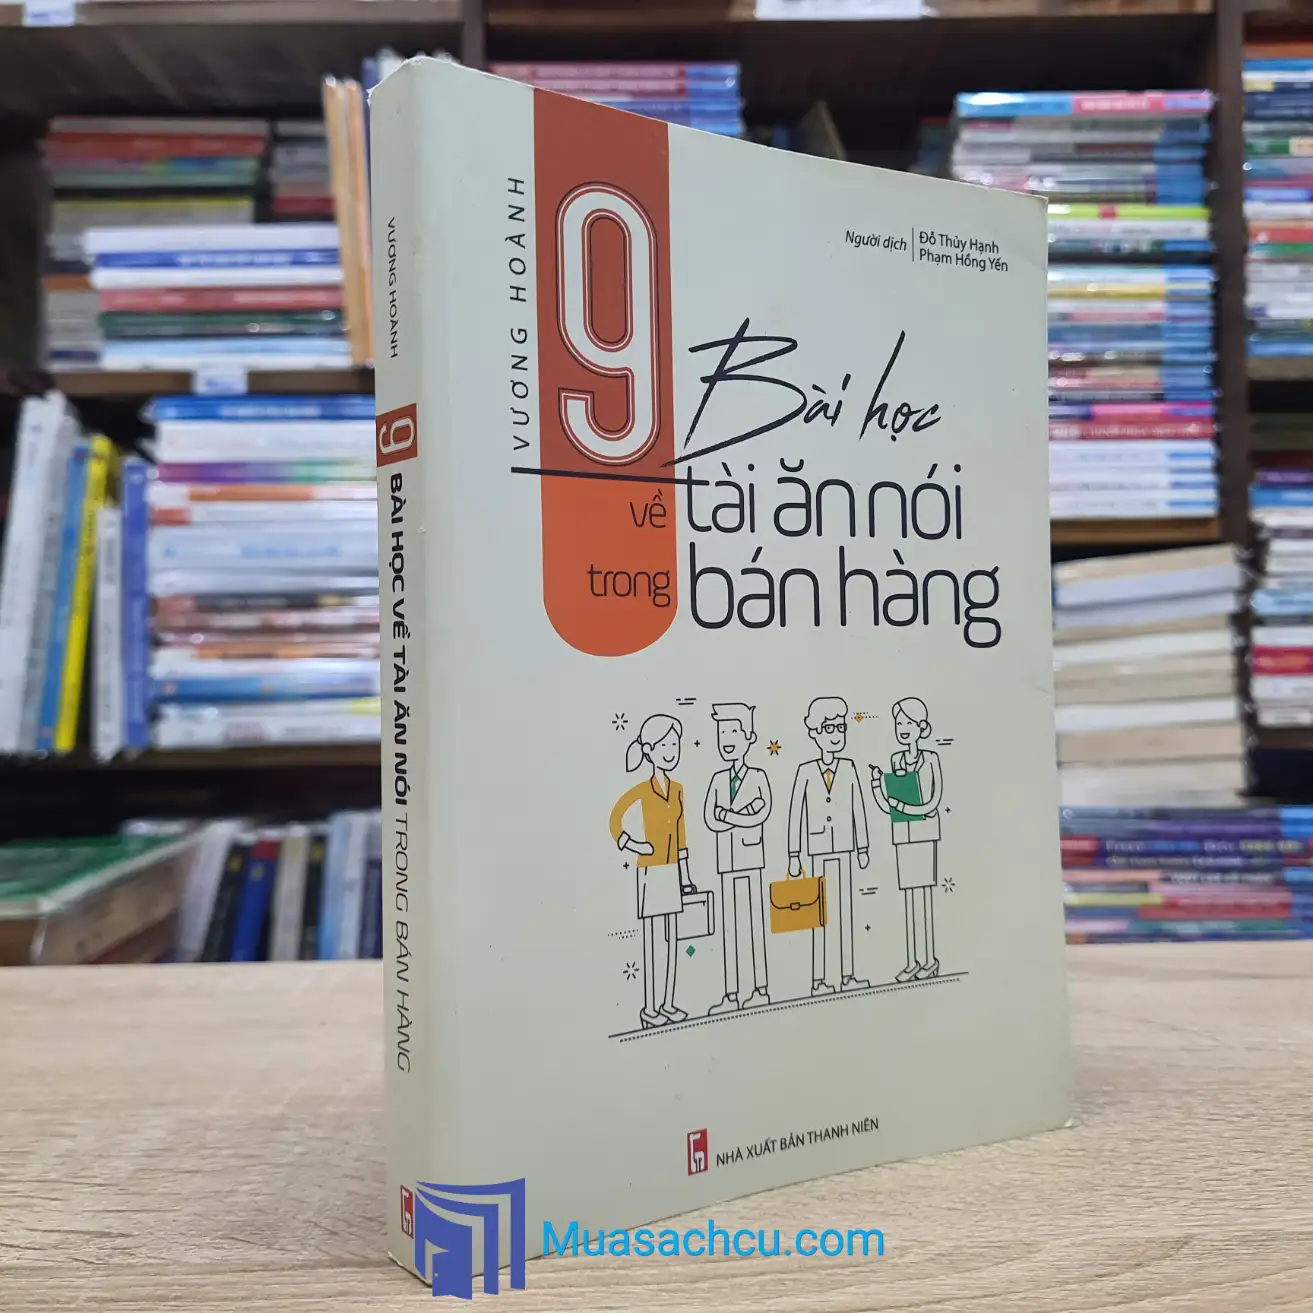 VƯƠNG HOÀNH
9
BÀI HỌC VỀ TÀI ĂN NÓI TRONG BÁN HÀNG
VƯƠNG HOÀNH
Người dịch
Đỗ Thủy Hạnh
Phạm Hồng Yến
9
Bài học
về tài ăn nói
trong bán hàng
NHÀ XUẤT BẢN THANH NIÊN
Muasachcu.com